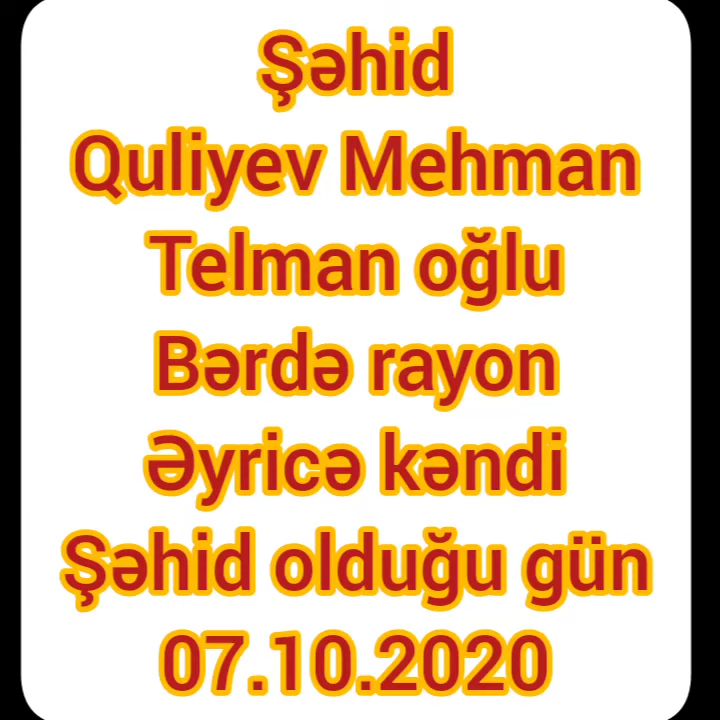 Şəhid
Quliyev Mehman
Telman oğlu
Bərdə rayon
Əyricə kəndi
Şəhid olduğu gün
07.10.2020